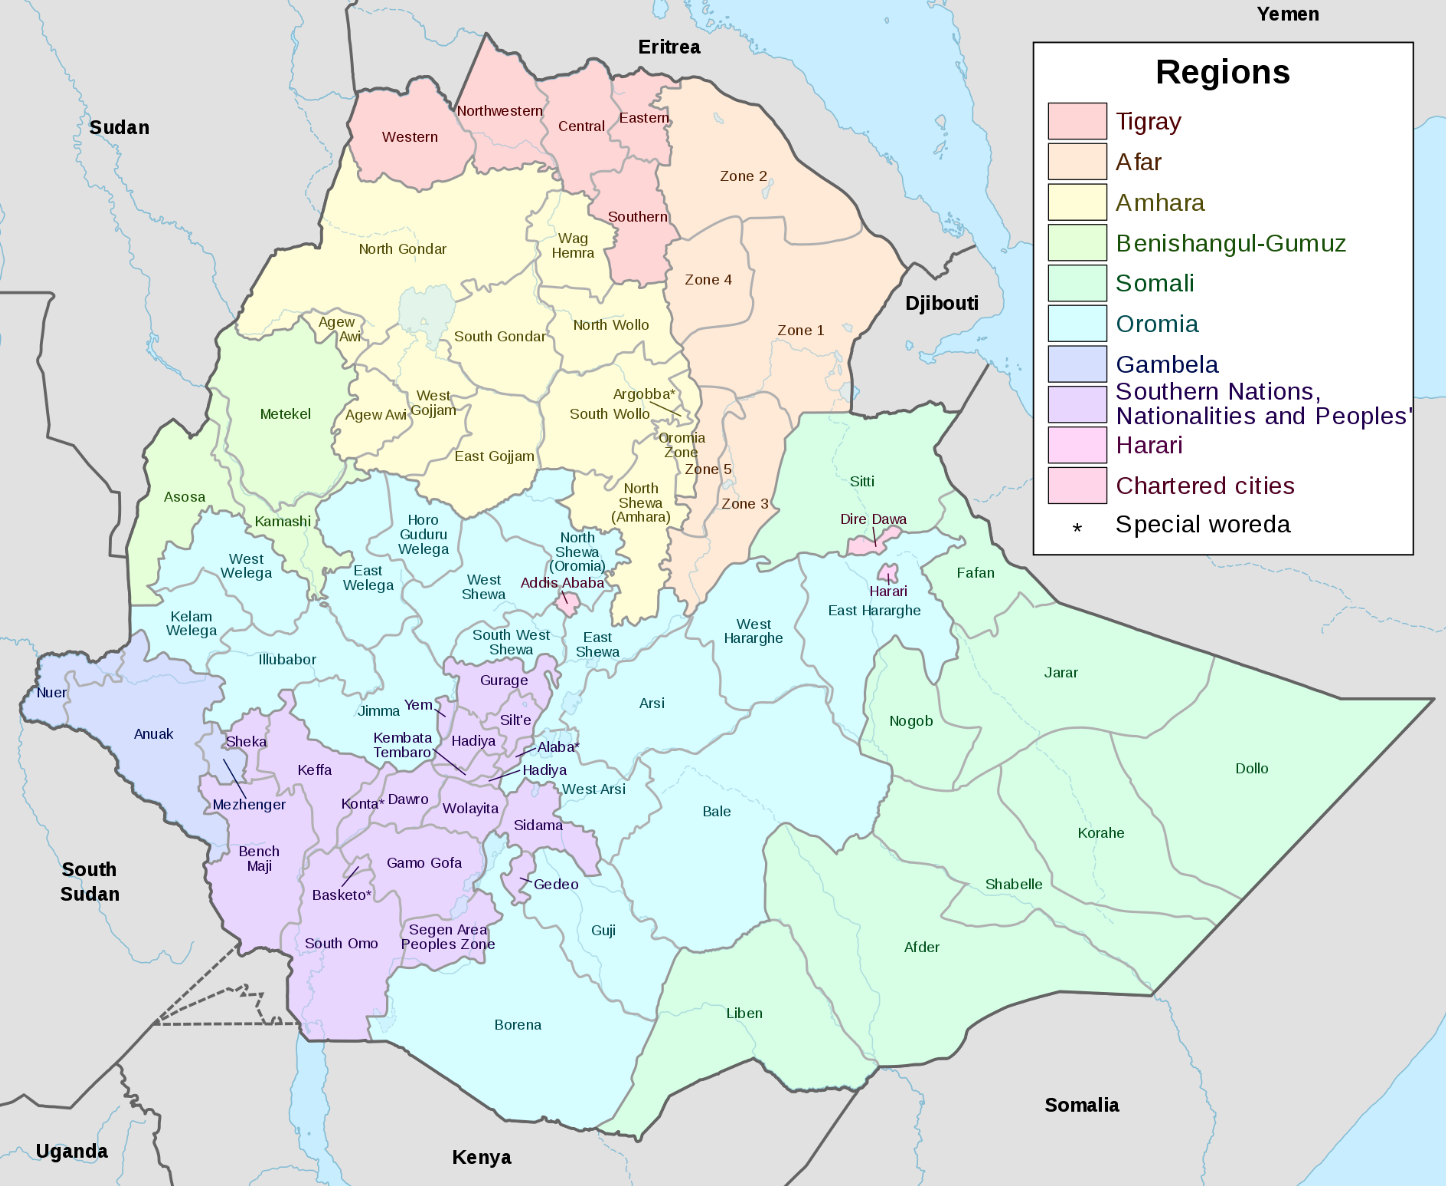 Yemen
Eritrea
Regions
Tigray
Afar
Amhara
Benishangul-Gumuz
Somali
Oromia
Gambela
Southern Nations,
Nationalities and Peoples'
Harari
Chartered cities
* Special woreda
Sudan
Northwestern
Western
Central
Eastern
Zone 2
Southern
North Gondar
Wag
Hemra
Zone 4
Djibouti
Agew
Awi
South Gondar
North Wollo
Zone 1
Argobba*
West
Gojjam
Metekel
Agew Awi
South Wollo
Oromia
Zone
East Gojjam
Zone 5
Asosa
North
Shewa
(Amhara)
Zone 3
Sitti
Kamashi
Horo
Guduru
Welega
Dire Dawa
North
Shewa
(Oromia)
West
Welega
East
Welega
West
Shewa
Addis Ababa
Fafan
Harari
East Hararghe
Kelam
Welega
South West
Shewa
East
Shewa
West
Hararghe
Illubabor
Jarar
Gurage
Nuer
Yem
Jimma
Arsi
Silt'e
Nogob
Anuak
Sheka
Kembata
Tembaro
Hadiya
Alaba*
Keffa
Hadiya
Dollo
West Arsi
Mezhenger
Konta*
Dawro
Wolayita
Bale
Sidama
Korahe
Bench
Maji
Gamo Gofa
South
Sudan
Basketo*
Gedeo
Shabelle
Segen Area
Peoples Zone
South Omo
Guji
Afder
Liben
Borena
Somalia
Uganda
Kenya